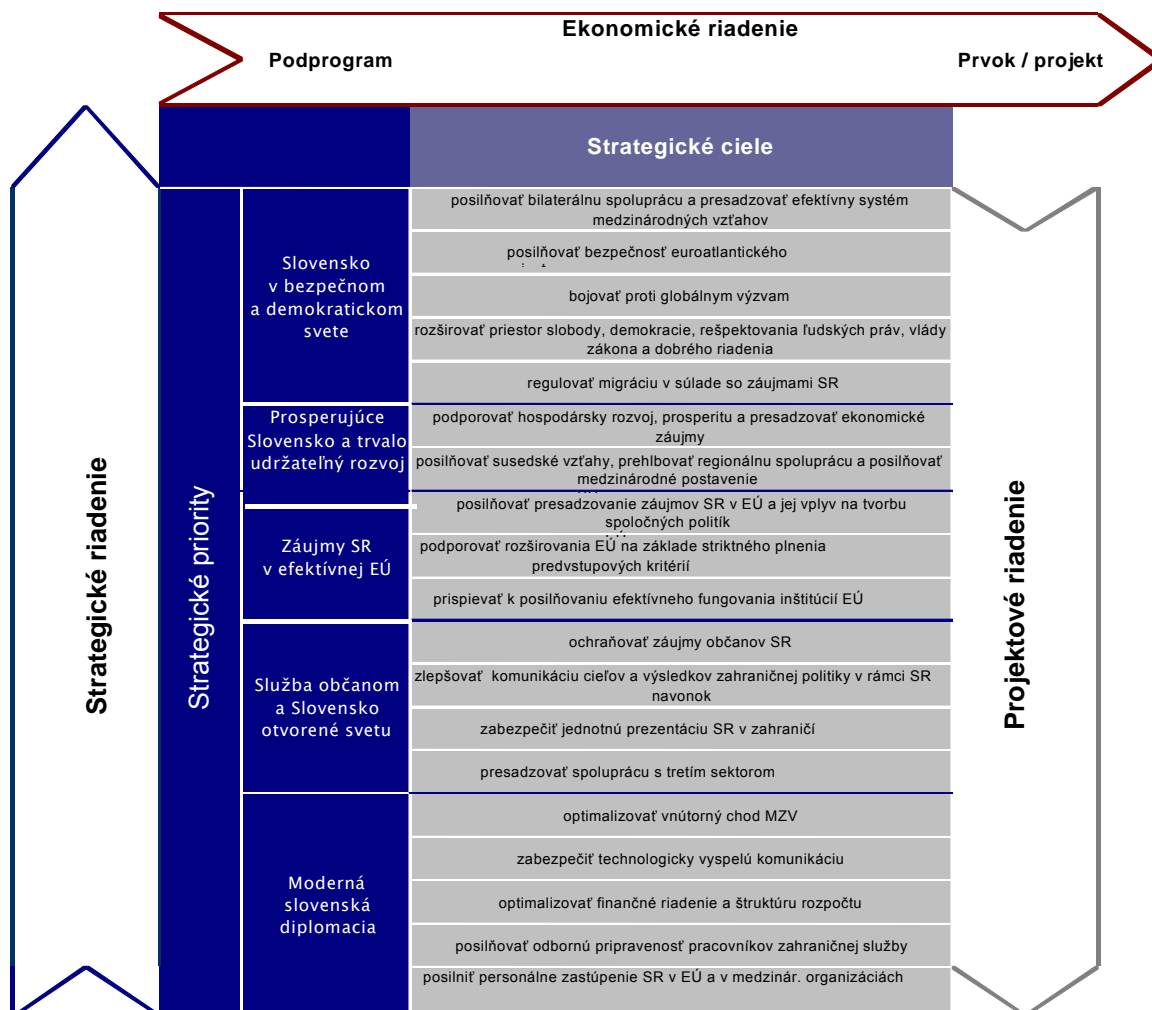 Ekonomické riadenie
Podprogram
Prvok / projekt
Strategické ciele
Strategické riadenie
Strategické priority
Projektové riadenie
Slovensko
v bezpečnom
a demokratickom
svete
posilňovať bilaterálnu spoluprácu a presadzovať efektívny systém
medzinárodných vzťahov
posilňovať bezpečnosť euroatlantického
bojovať proti globálnym výzvam
rozširovať priestor slobody, demokracie, rešpektovania ľudských práv, vlády
zákona a dobrého riadenia
regulovať migráciu v súlade so záujmami SR
Prosperujúce
Slovensko a trvalo
udržateľný rozvoj
podporovať hospodársky rozvoj, prosperitu a presadzovať ekonomické
záujmy
posilňovať susedské vzťahy, prehlbovať regionálnu spoluprácu a posilňovať
medzinárodné postavenie
Záujmy SR
v efektívnej EÚ
posilňovať presadzovanie záujmov SR v EÚ a jej vplyv na tvorbu
spoločných politík
podporovať rozširovania EÚ na základe striktného plnenia
predvstupových kritérií
prispievať k posilňovaniu efektívneho fungovania inštitúcií EÚ
Služba občanom
a Slovensko
otvorené svetu
ochraňovať záujmy občanov SR
zlepšovať komunikáciu cieľov a výsledkov zahraničnej politiky v rámci SR
navonok
zabezpečiť jednotnú prezentáciu SR v zahraničí
presadzovať spoluprácu s tretím sektorom
Moderná
slovenská
diplomacia
optimalizovať vnútorný chod MZV
zabezpečiť technologicky vyspelú komunikáciu
optimalizovať finančné riadenie a štruktúru rozpočtu
posilňovať odbornú pripravenosť pracovníkov zahraničnej služby
posilniť personálne zastúpenie SR v EÚ a v medzinár. organizáciách